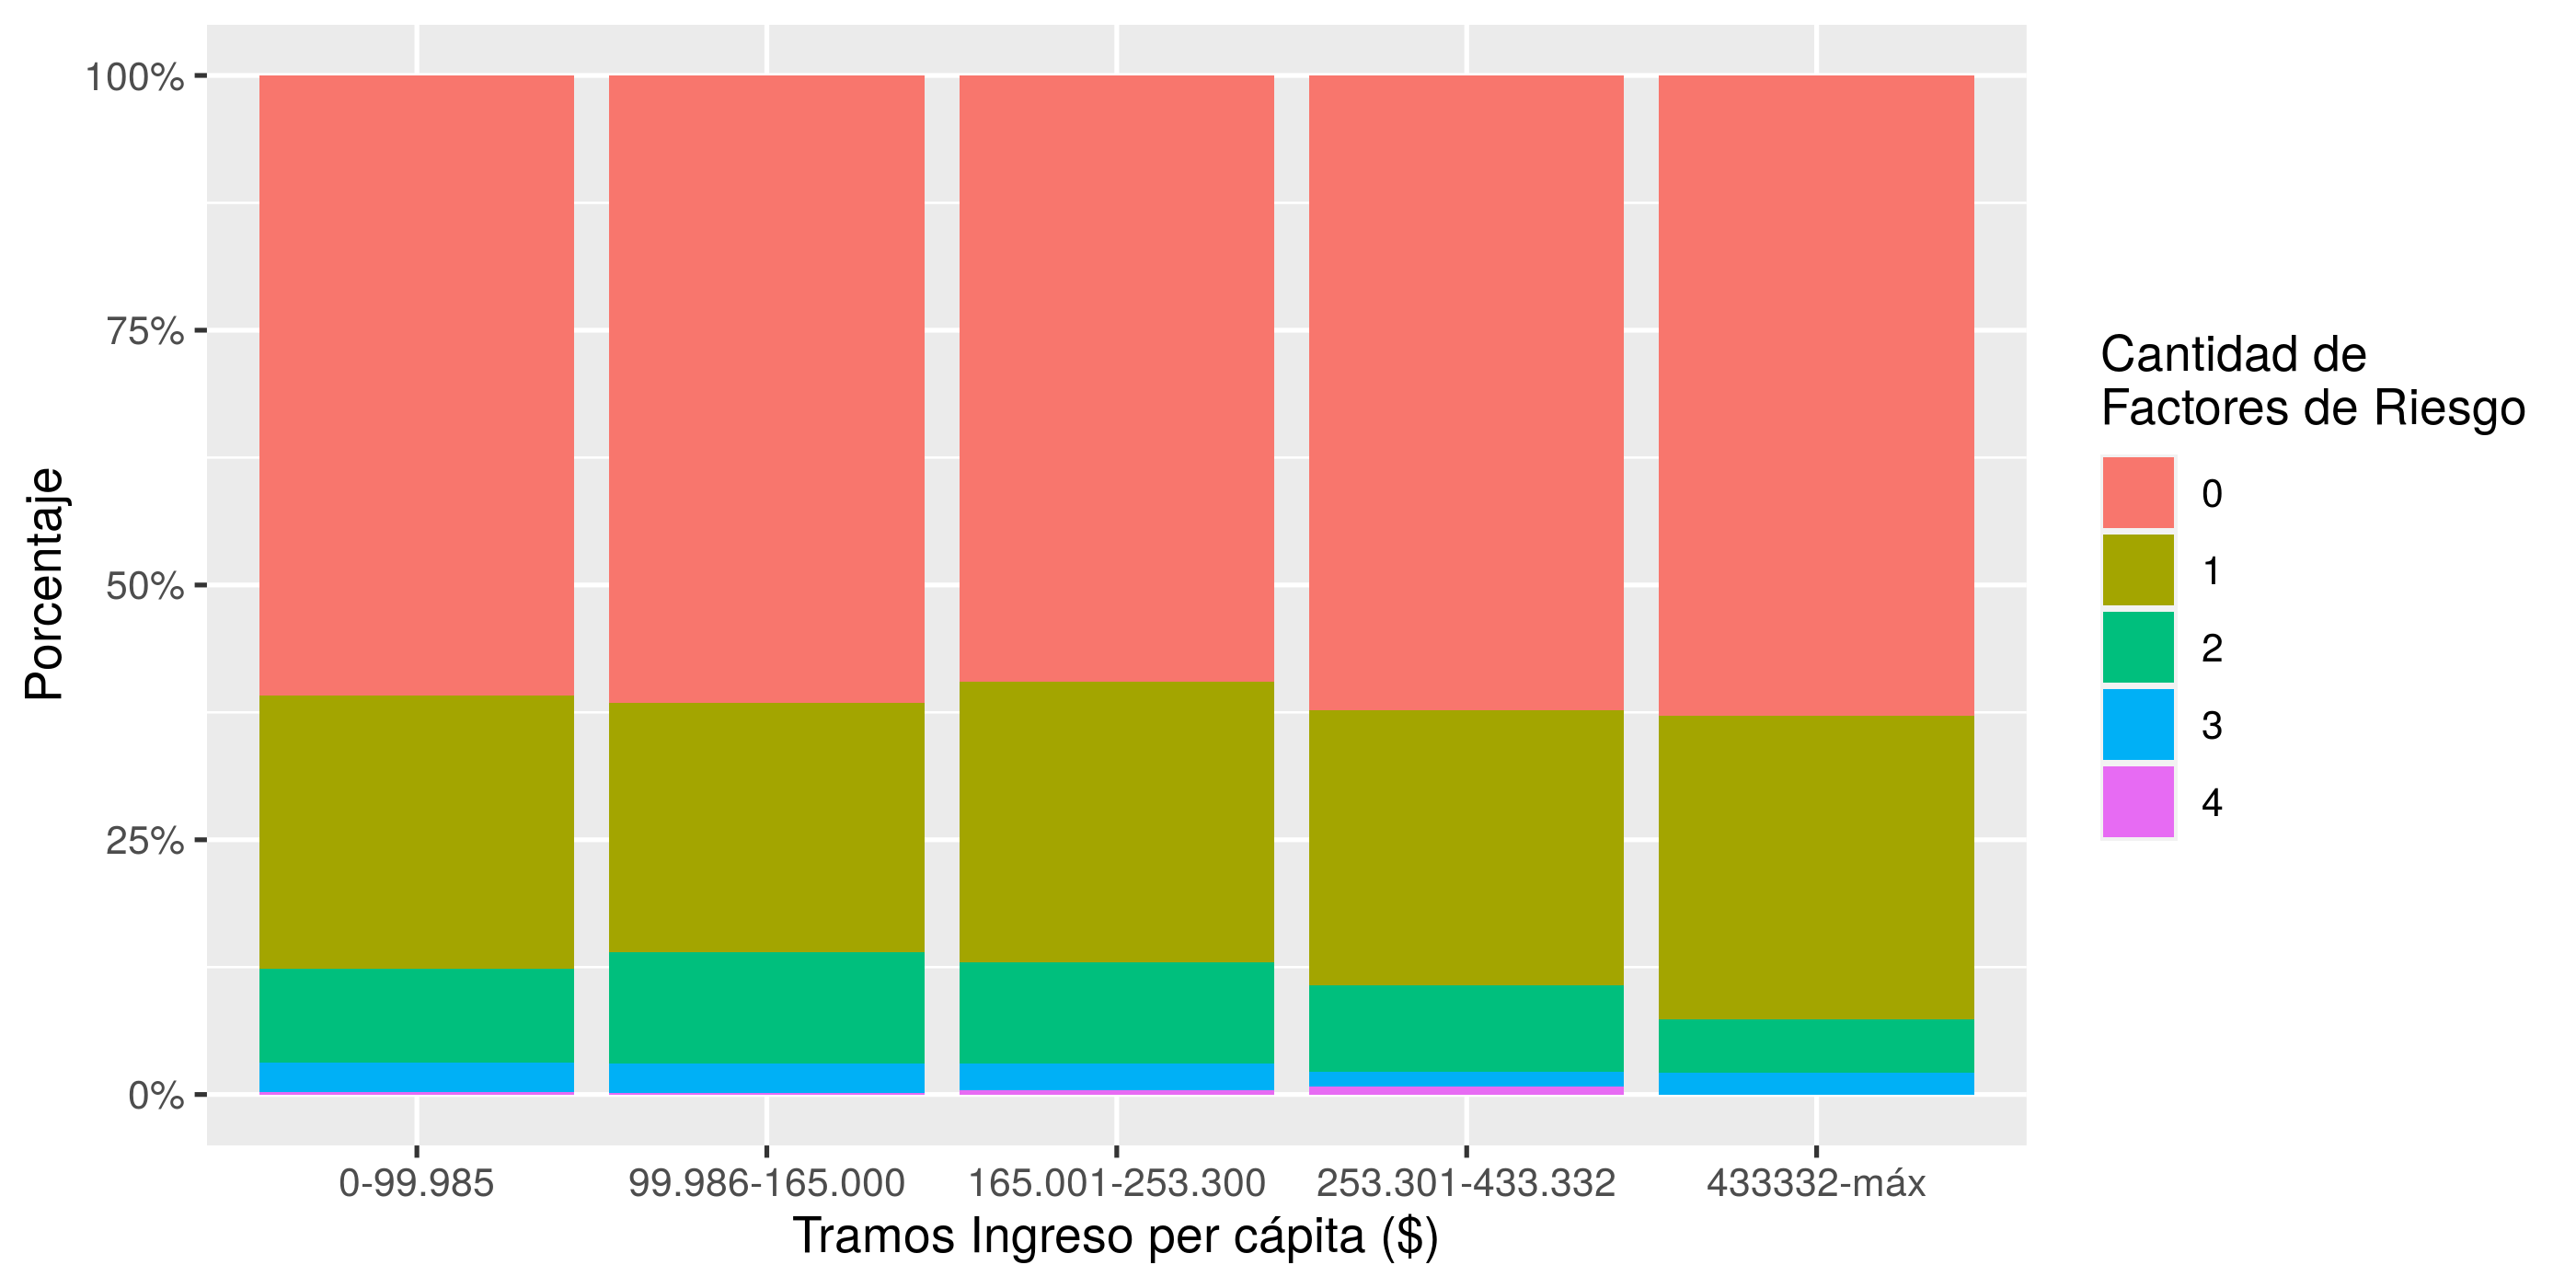 100%
75%
50%
25%
0%
Porcentaje
0-99.985
99.986-165.000
165.001-253.300
253.301-433.332
433332-máx
Tramos Ingreso per cápita ($)
Cantidad de
Factores de Riesgo
0
1
2
3
4